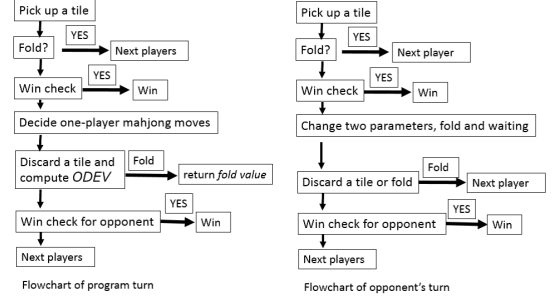 Pick up a tile
YES
Fold?
Next players
YES
Win check
Win
Decide one-player mahjong moves
Discard a tile and
compute ODEV
Fold
return fold value
YES
Win check for opponent
Win
Next players
Flowchart of program turn
Pick up a tile
YES
Fold?
Next player
YES
Win check
Win
Change two parameters, fold and waiting
Fold
Discard a tile or fold
Next player
YES
Win check for opponent
Win
Next players
Flowchart of opponent's turn